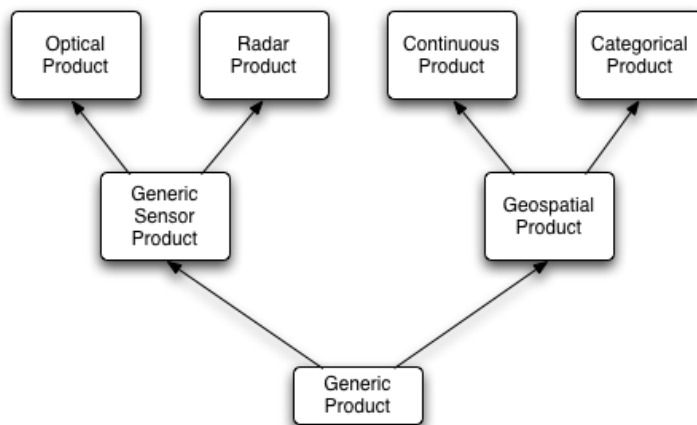 Optical
Product
Radar
Product
Continuous
Product
Categorical
Product
Generic
Sensor
Product
Geospatial
Product
Generic
Product